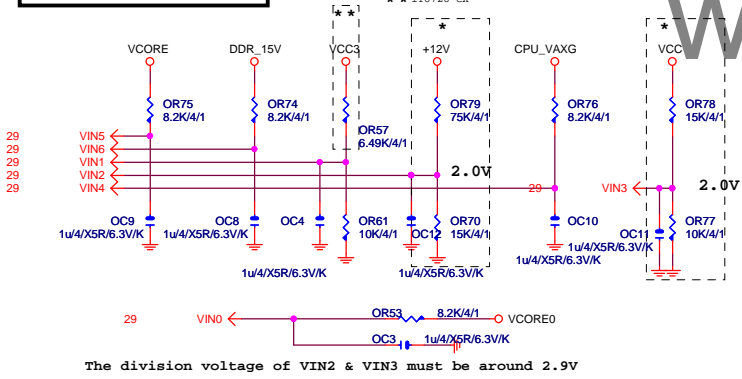 * *
*
*
VCORE
DDR_15V
VCC3
+12V
CPU_VAXG
VCC
OR75
8.2K/4/1
OR74
8.2K/4/1
OR57
6.49K/4/1
OR79
75K/4/1
OR76
8.2K/4/1
OR78
15K/4/1
29 VIN5
29 VIN6
29 VIN1
29 VIN2
29 VIN4
2.0V
29 VIN3
2.0V
OC9
1u/4/X5R/6.3V/K
OC8
1u/4/X5R/6.3V/K
OC4
1u/4/X5R/6.3V/K
OR61
10K/4/1
OC12
1u/4/X5R/6.3V/K
OR70
15K/4/1
OC10
1u/4/X5R/6.3V/K
OC11
1u/4/X5R/6.3V/K
OR77
10K/4/1
29 VIN0
OR53 8.2K/4/1
VCORE0
OC3 1u/4/X5R/6.3V/K
The division voltage of VIN2 & VIN3 must be around 2.9V